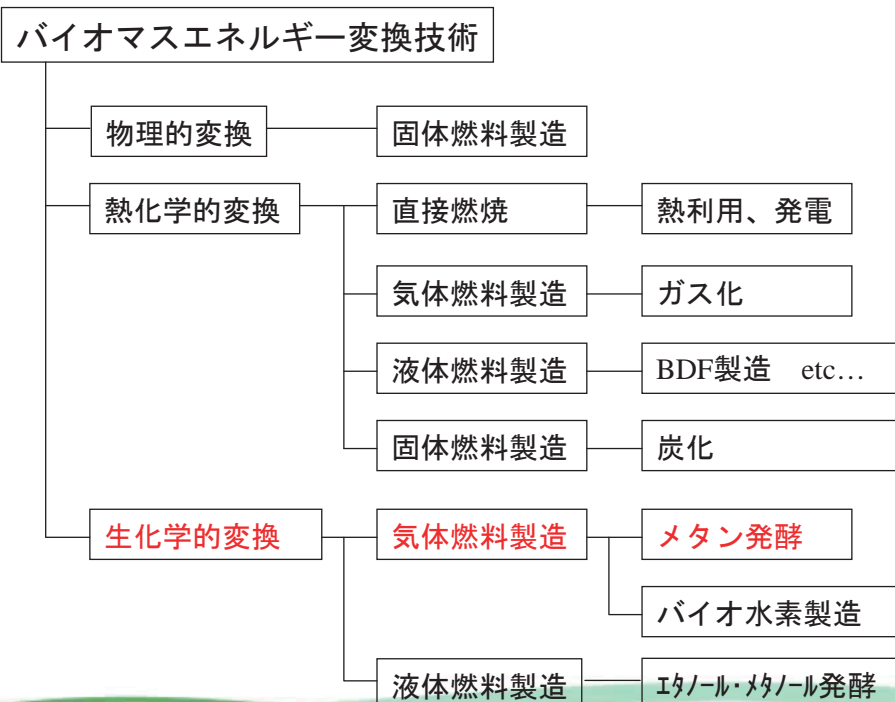 バイオマスエネルギー変換技術
物理的変換
固体燃料製造
熱化学的変換
直接燃焼
熱利用、発電
気体燃料製造
ガス化
液体燃料製造
BDF製造　etc…
固体燃料製造
炭化
生化学的変換
気体燃料製造
メタン発酵
バイオ水素製造
液体燃料製造
ｴﾀﾉｰﾙ･ﾒﾀﾉｰﾙ発酵